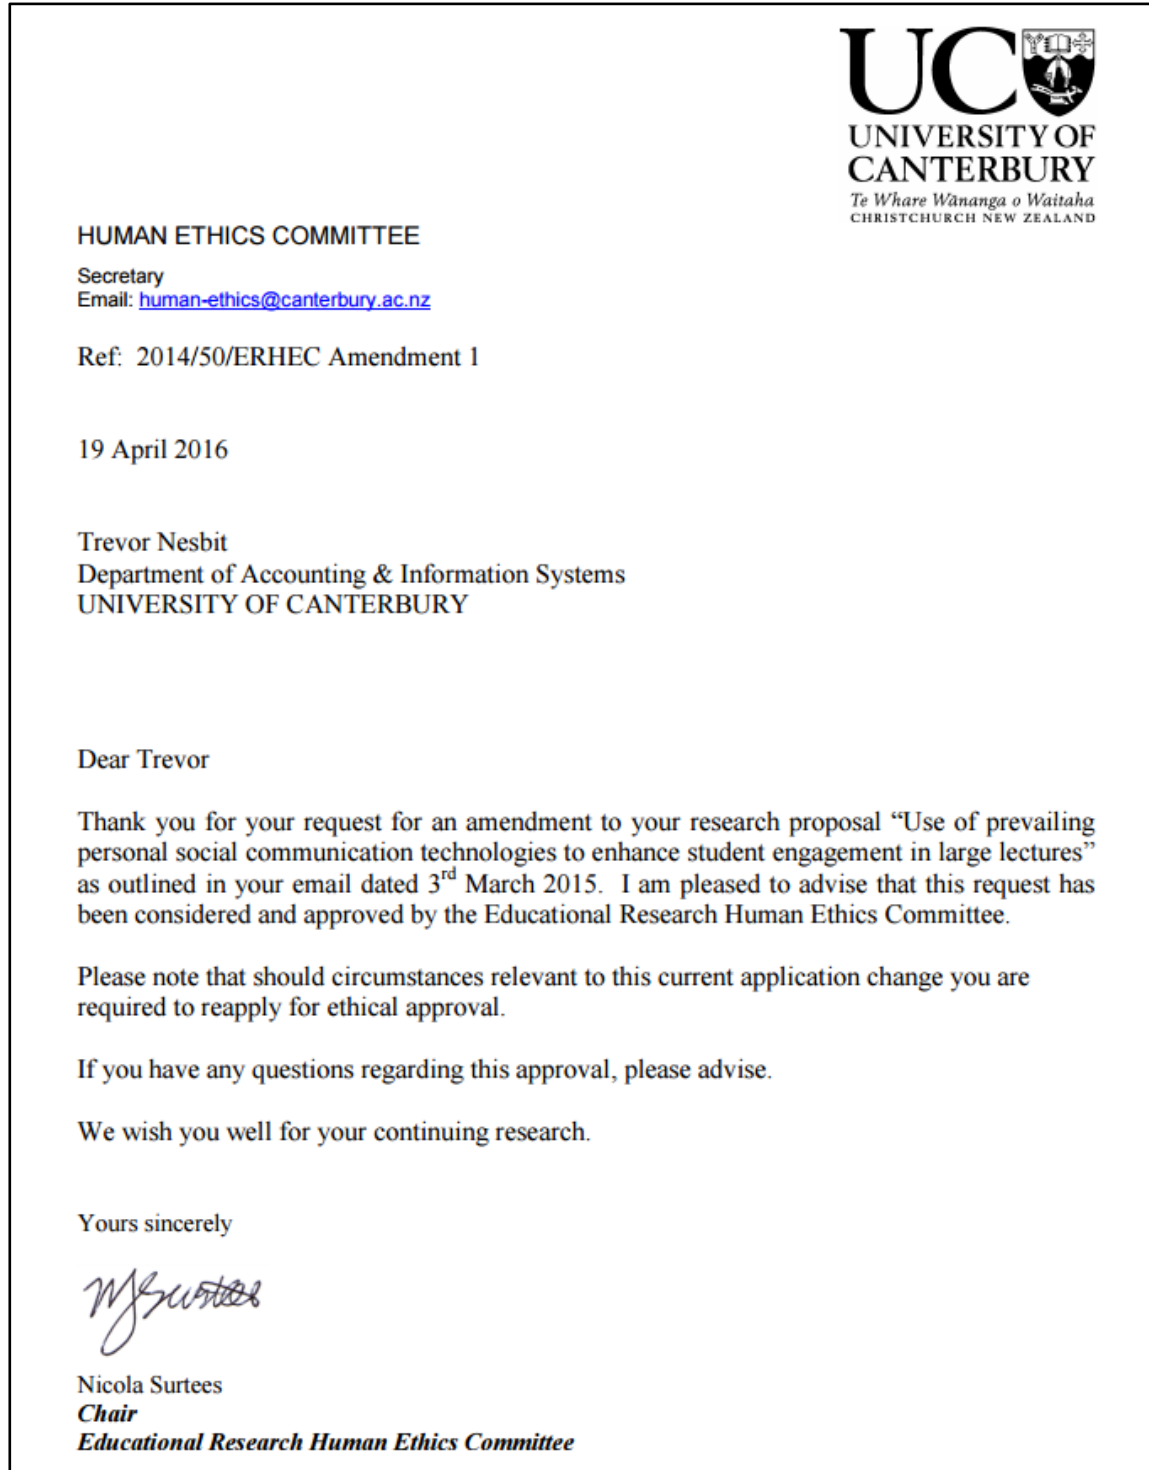 UC
UNIVERSITY OF
CANTERBURY
Te Whare Wānanga o Waitaha
CHRISTCHURCH NEW ZEALAND
HUMAN ETHICS COMMITTEE
Secretary
Email: human-ethics@canterbury.ac.nz
Ref: 2014/50/ERHEC Amendment 1
19 April 2016
Trevor Nesbit
Department of Accounting & Information Systems
UNIVERSITY OF CANTERBURY
Dear Trevor
Thank you for your request for an amendment to your research proposal “Use of prevailing
personal social communication technologies to enhance student engagement in large lectures”
as outlined in your email dated 3rd March 2015. I am pleased to advise that this request has
been considered and approved by the Educational Research Human Ethics Committee.
Please note that should circumstances relevant to this current application change you are
required to reapply for ethical approval.
If you have any questions regarding this approval, please advise.
We wish you well for your continuing research.
Yours sincerely
Nicola Surtees
Chair
Educational Research Human Ethics Committee